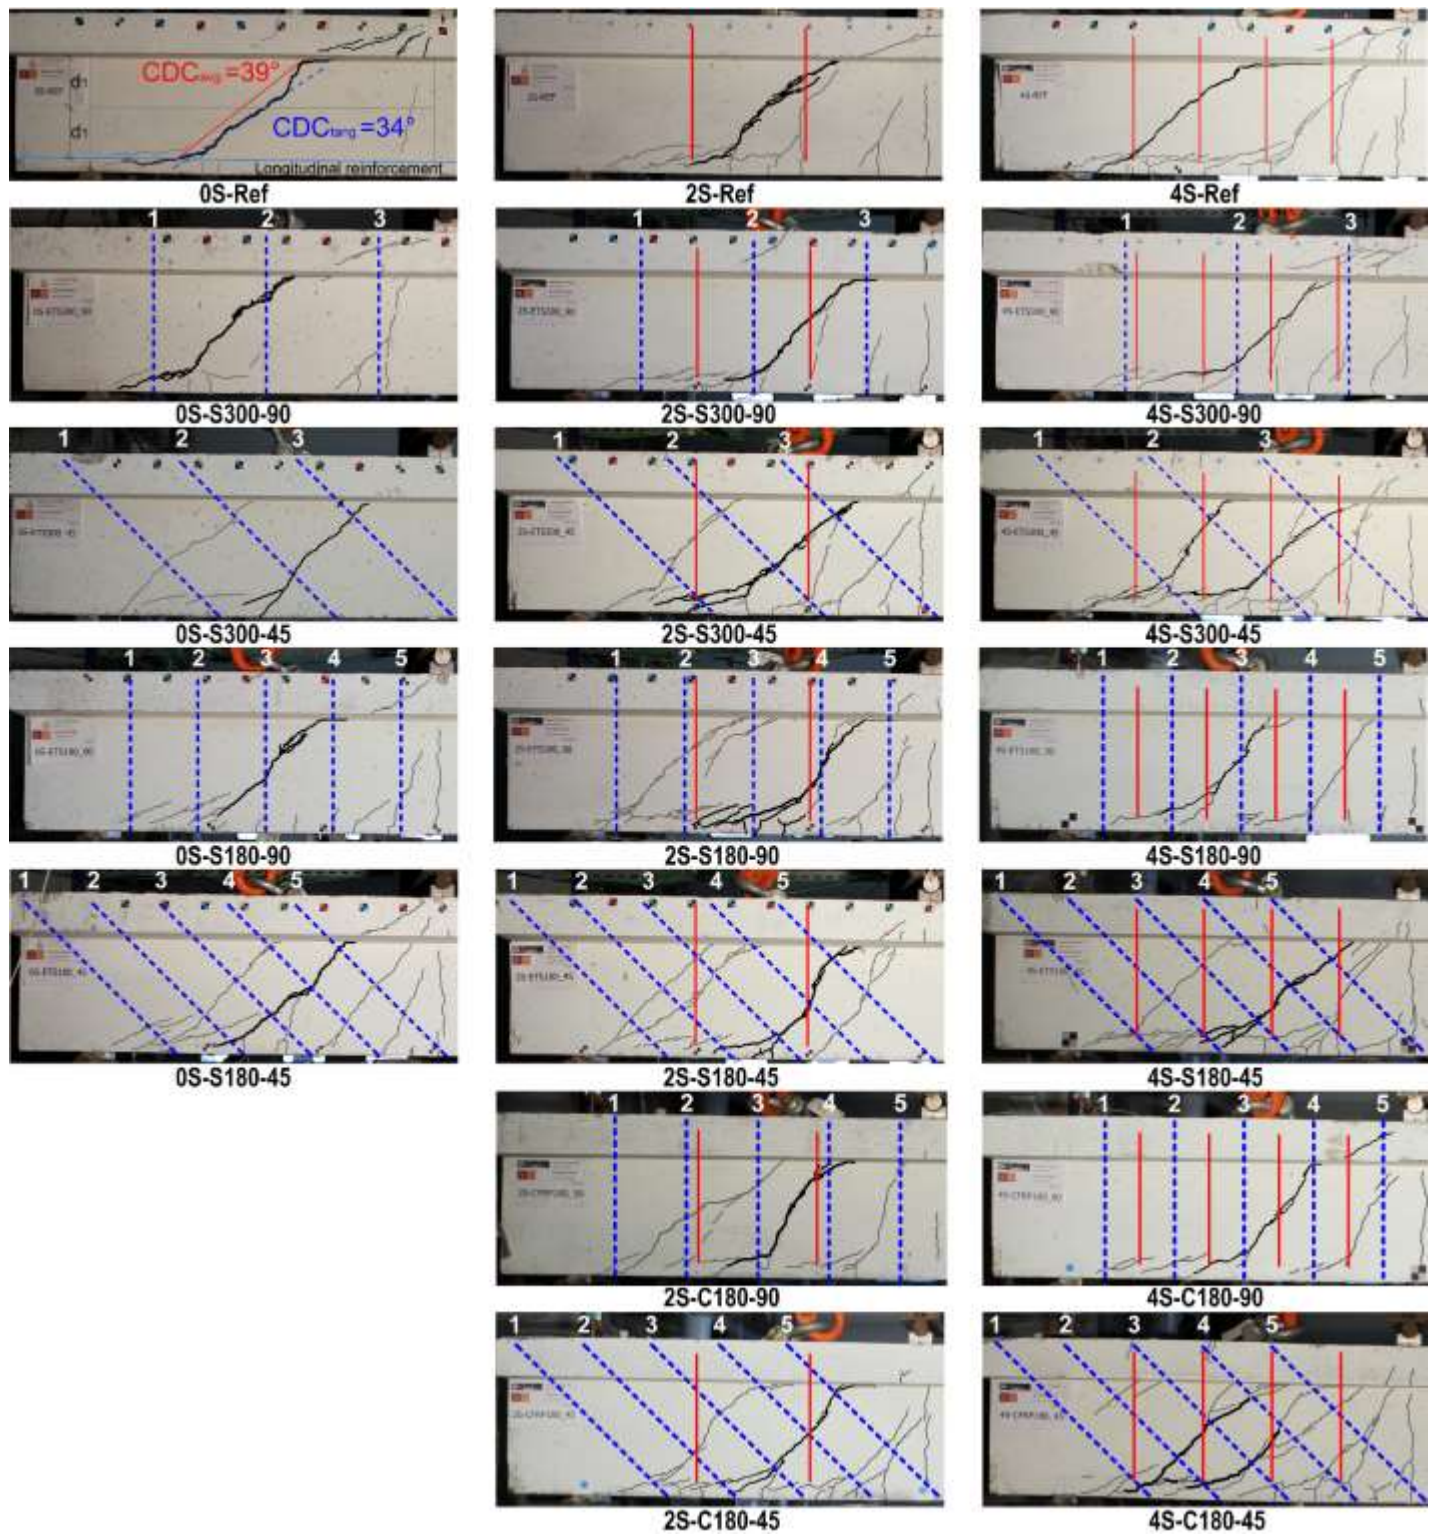 CDCavg =39°
d1
d1
CDCtang =34°
Longitudinal reinforcement
0S-Ref
2S-Ref
4S-Ref
1 2 3
1 2 3
1 2 3
0S-S300-90
2S-S300-90
4S-S300-90
1 2 3
1 2 3
1 2 3
0S-S300-45
2S-S300-45
4S-S300-45
1 2 3 4 5
1 2 3 4 5
1 2 3 4 5
0S-S180-90
2S-S180-90
4S-S180-90
1 2 3 4 5
1 2 3 4 5
1 2 3 4 5
0S-S180-45
2S-S180-45
4S-S180-45
1 2 3 4 5
1 2 3 4 5
2S-C180-90
4S-C180-90
1 2 3 4 5
1 2 3 4 5
2S-C180-45
4S-C180-45